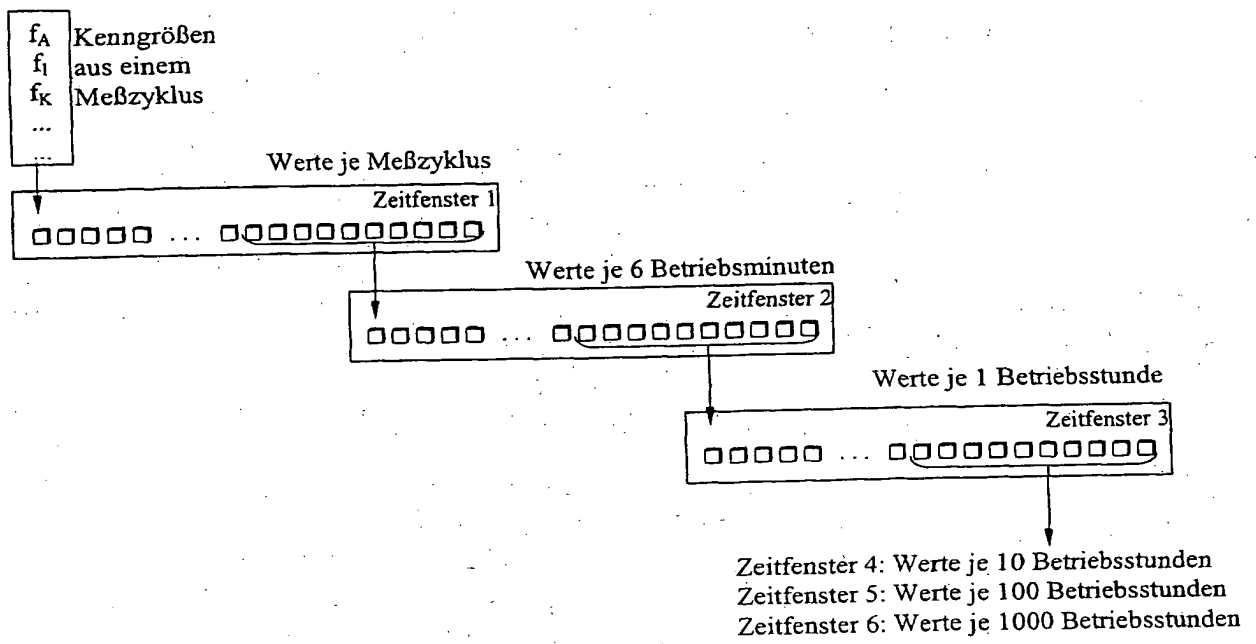 f_A Kenngrößen
f_I aus einem
f_K Meßzyklus
...
...
Werte je Meßzyklus
Zeitfenster 1
...
Werte je 6 Betriebsminuten
Zeitfenster 2
...
Werte je 1 Betriebsstunde
Zeitfenster 3
...
Zeitfenster 4: Werte je 10 Betriebsstunden
Zeitfenster 5: Werte je 100 Betriebsstunden
Zeitfenster 6: Werte je 1000 Betriebsstunden